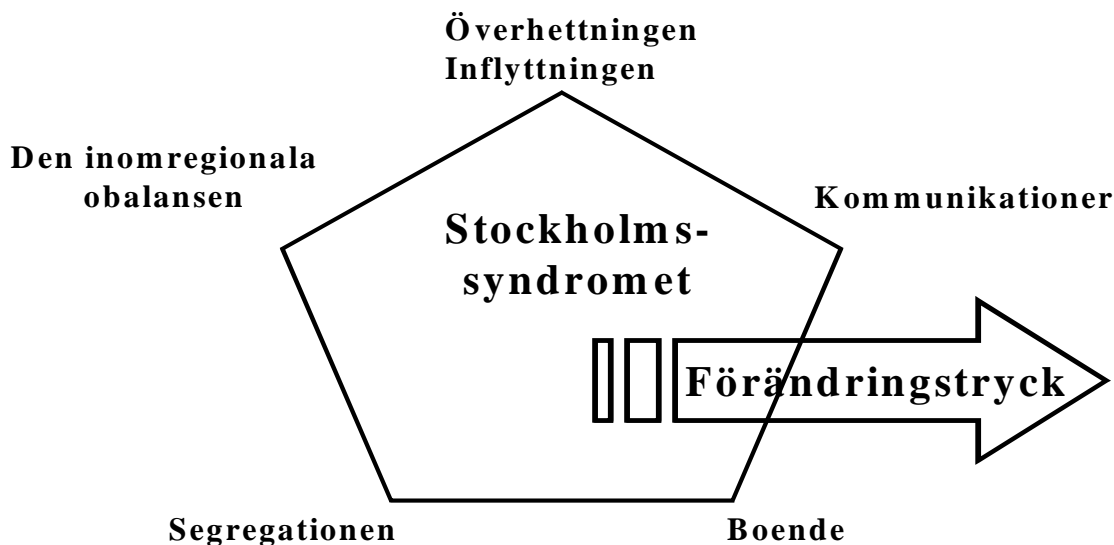 Överhettningen
Inflyttningen
Den inomregionala
obalansen
Kommunikationer
Stockholms-
syndromet
Förändringstryck
Segregationen
Boende